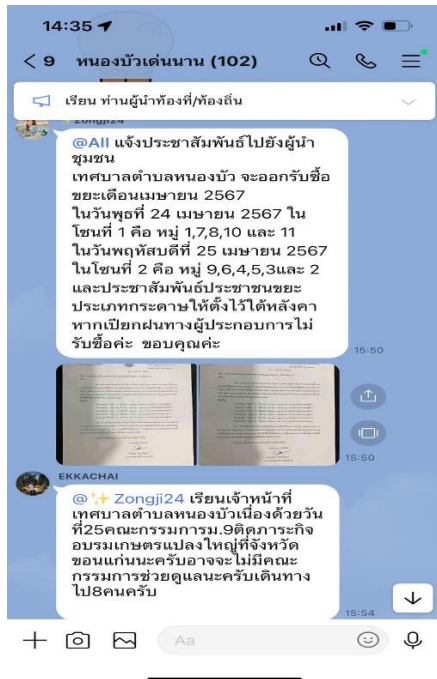 14:35
< 9 หนองบัวเด่นนาน (102)
เรียน ท่านผู้นำท้องที่/ท้องถิ่น
Zongji24
@All แจ้งประชาสัมพันธ์ไปยังผู้นำ
ชุมชน
เทศบาลตำบลหนองบัว จะออกรับซื้อ
ขยะเดือนเมษายน 2567
ในวันพุธที่ 24 เมษายน 2567 ใน
โซนที่ 1 คือ หมู่ 1,7,8,10 และ 11
ในวันพฤหัสบดีที่ 25 เมษายน 2567
ในโซนที่ 2 คือ หมู่ 9,6,4,5,3และ 2
และประชาสัมพันธ์ประชาชนขยะ
ประเภทกระดาษให้ตั้งไว้ใต้หลังคา
หากเปียกฝนทางผู้ประกอบการไม่
รับซื้อค่ะ ขอบคุณค่ะ
15:50
15:50
EKKACHAI
@✨ Zongji24 เรียนเจ้าหน้าที่
เทศบาลตำบลหนองบัวเนื่องด้วยวัน
ที่25คณะกรรมการม.9ติดภาระกิจ
อบรมเกษตรแปลงใหญ่ที่จังหวัด
ขอนแก่นนะครับอาจจะไม่มีคณะ
กรรมการช่วยดูแลนะครับเดินทาง
ไป8คนครับ
15:54
Aa